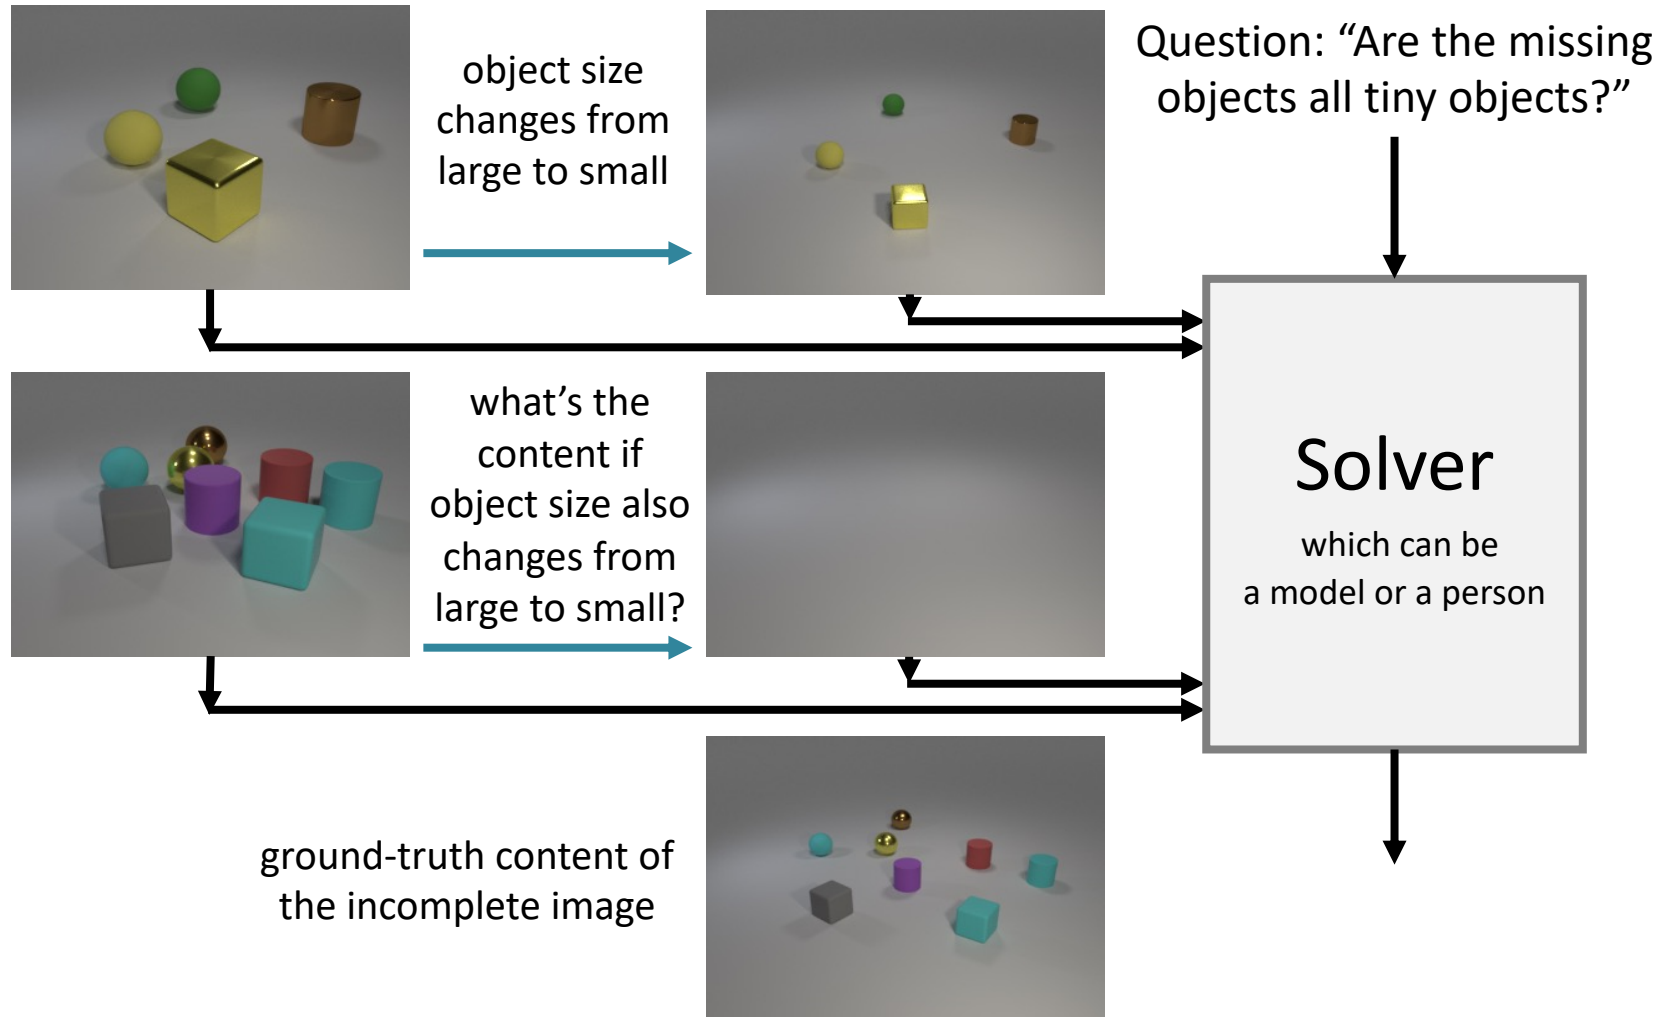 object size
changes from
large to small
Question: “Are the missing
objects all tiny objects?”
what’s the
content if
object size also
changes from
large to small?
Solver
which can be
a model or a person
ground-truth content of
the incomplete image